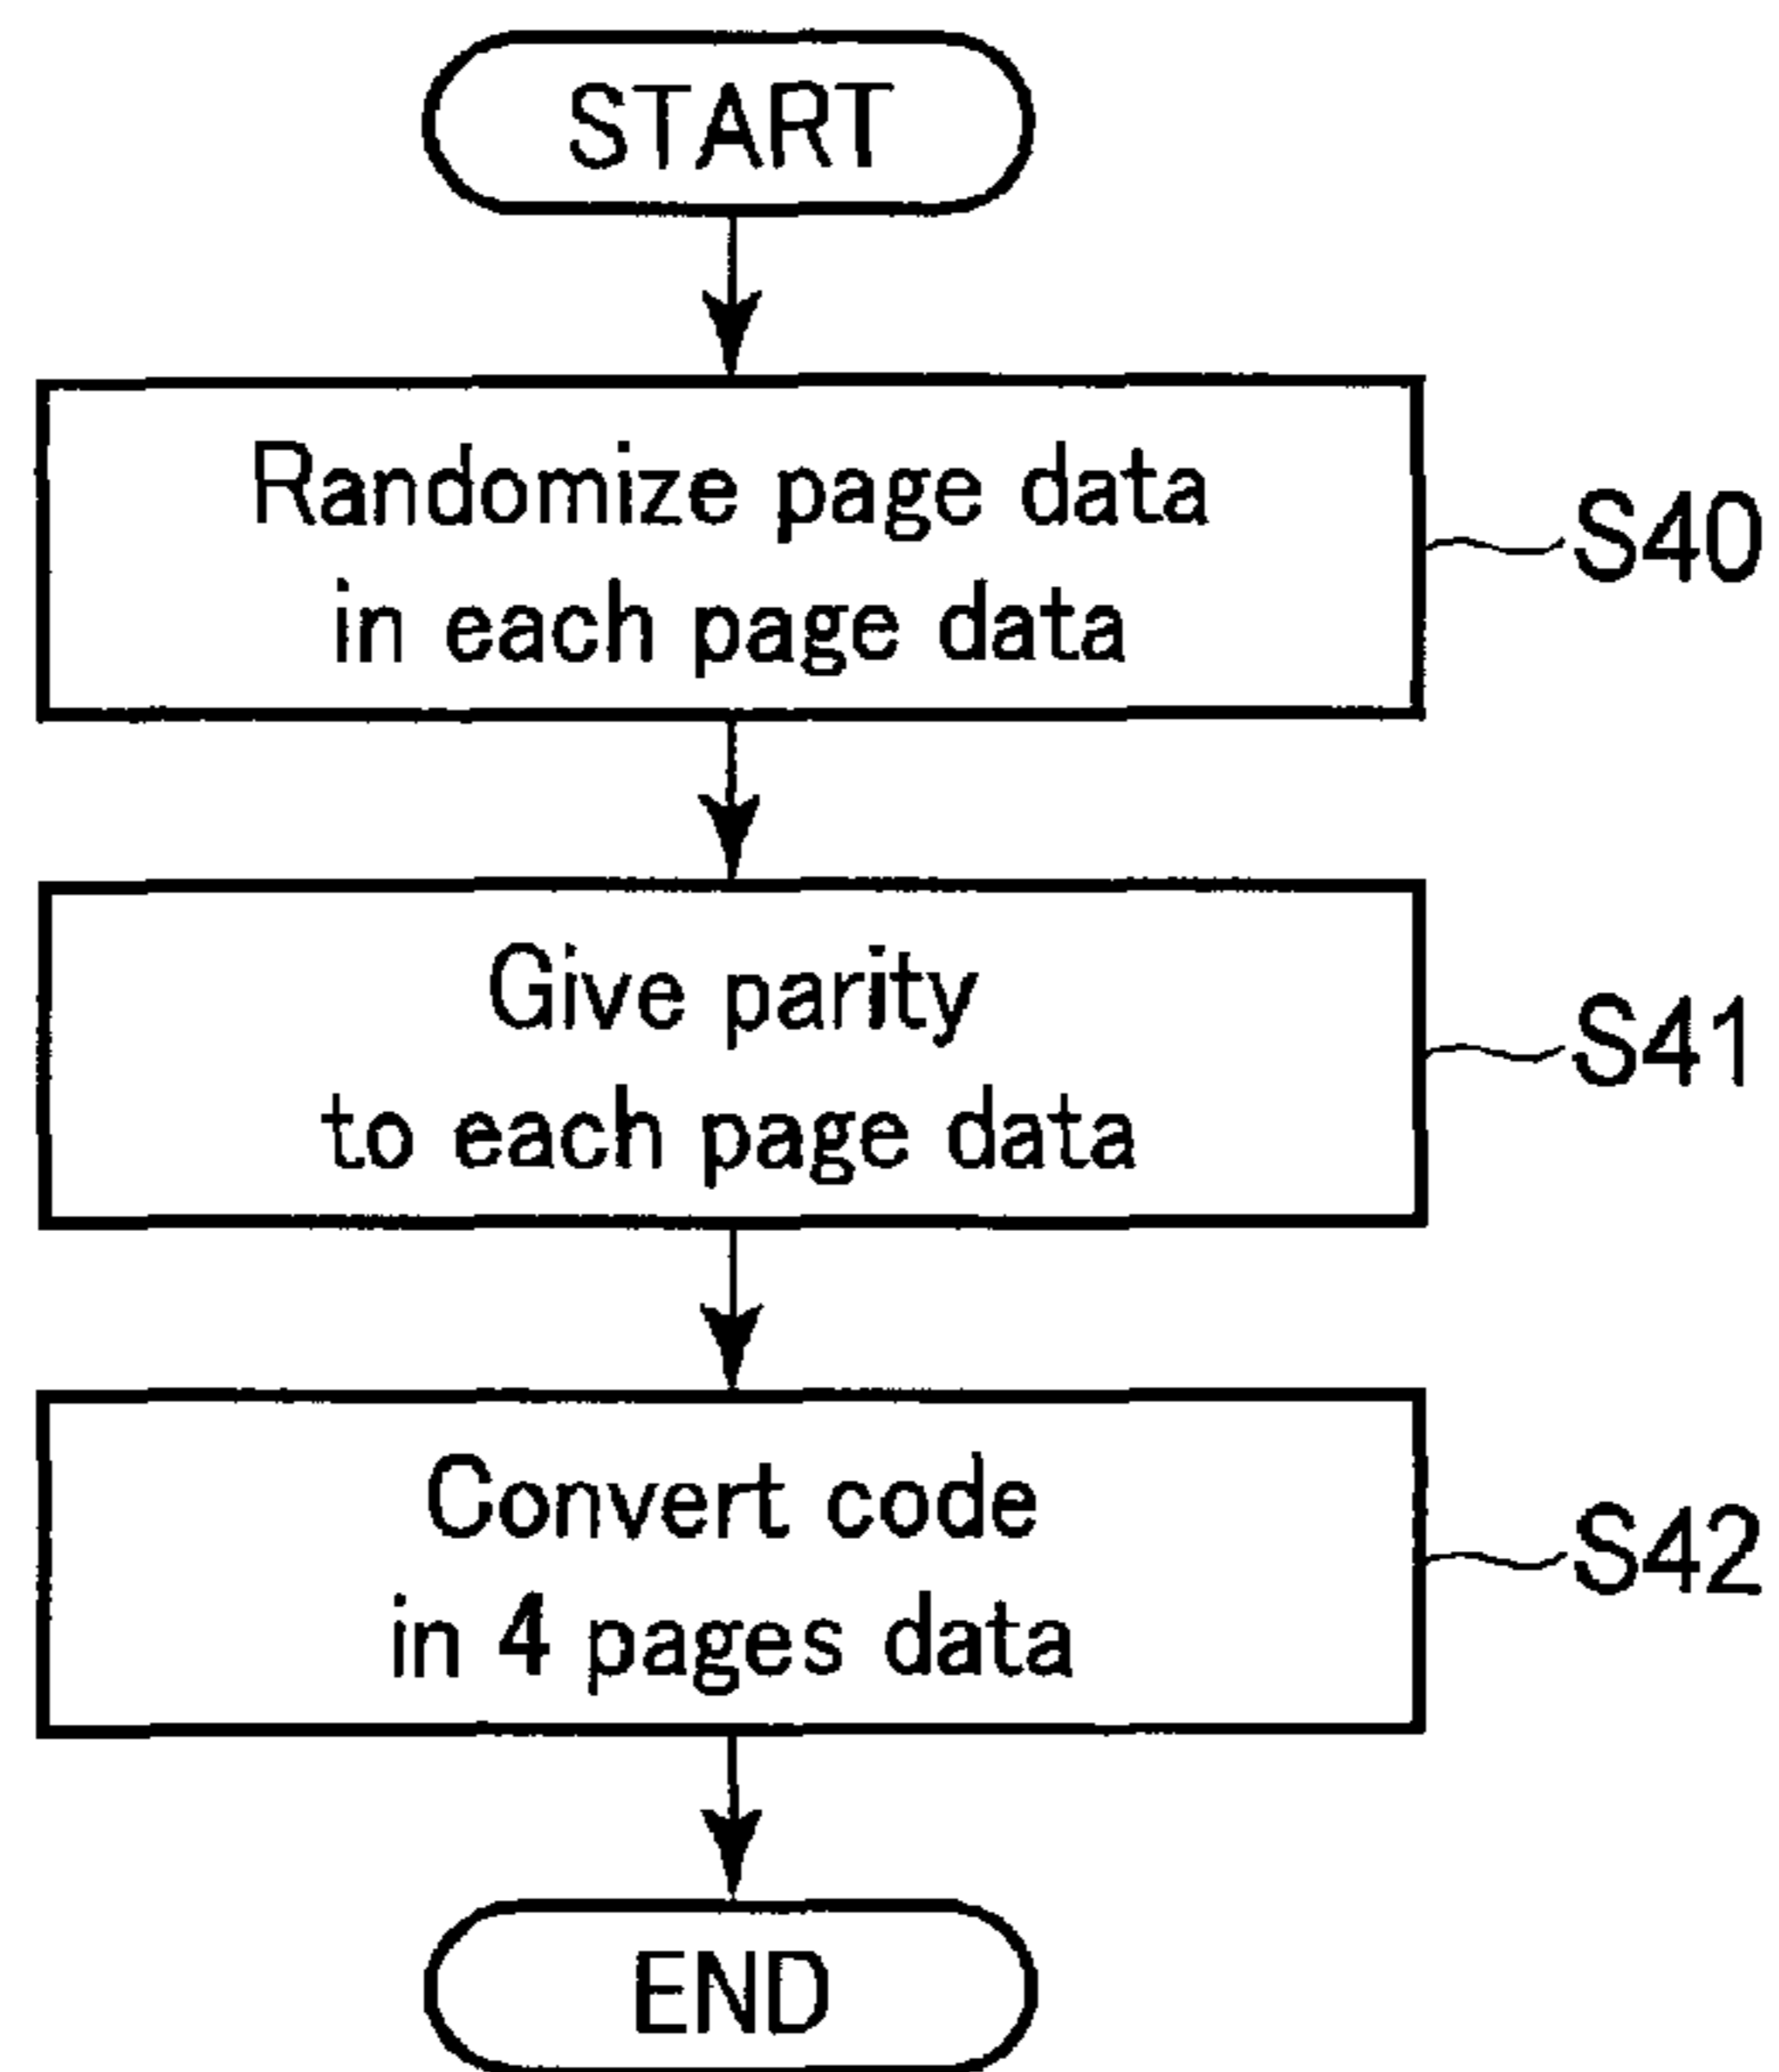 START
Randomize page data
in each page data
S40
Give parity
to each page data
S41
Convert code
in 4 pages data
S42
END